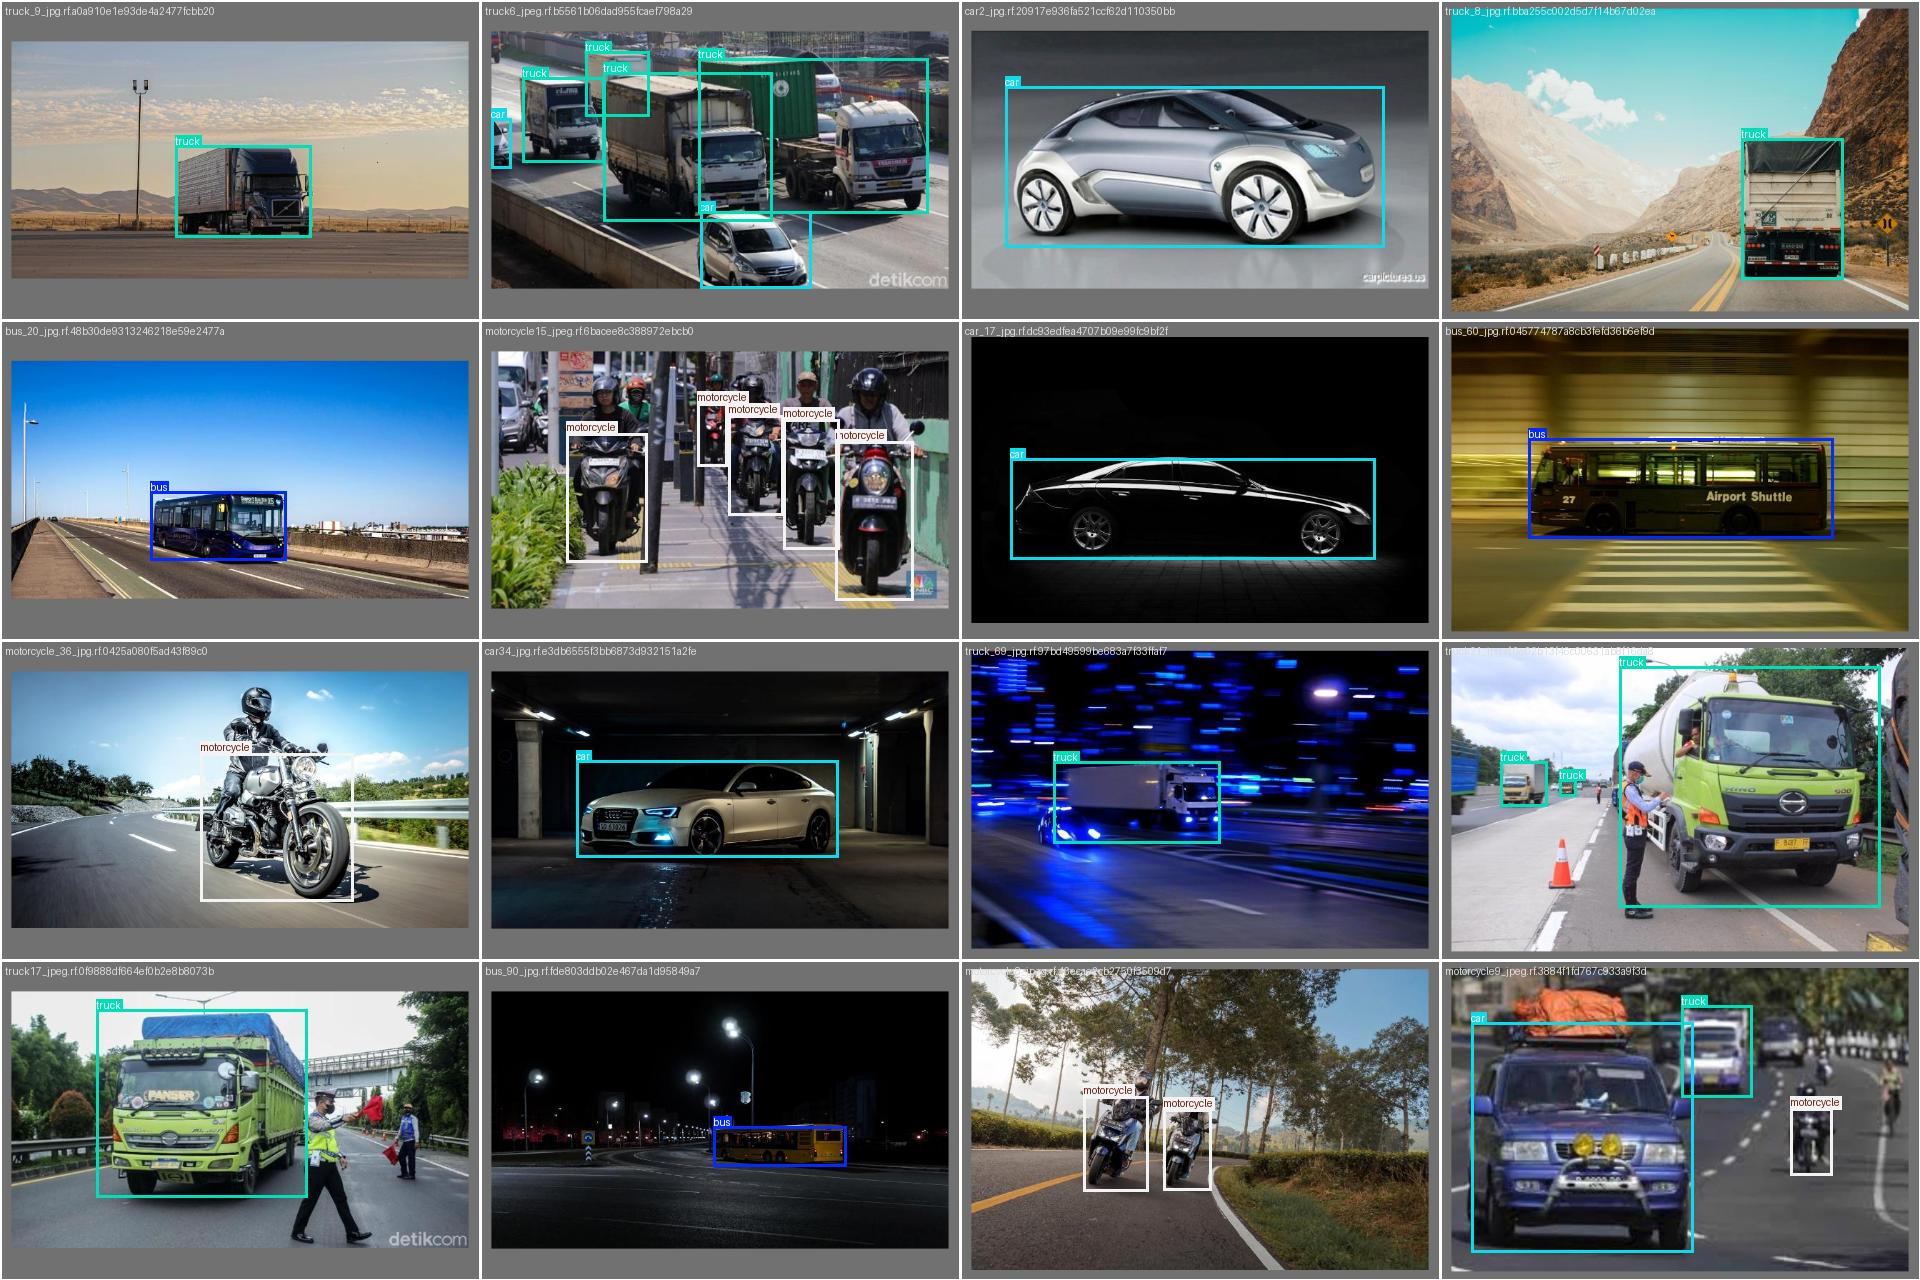 truck_9_jpg.rf.a0a910e1e93de4a2477fcbb20
truck
truck6_jpeg.rf.b5561b06dad955fcaef798a29
truck
truck
truck
truck
car
car
detikcom
car2_jpg.rf.20917e936fa521ccf62d110350bb
car
carpictures.us
truck_8_jpg.rf.bba255c002d5d7f14b67d02ea
truck
bus_20_jpg.rf.48b30de9313246218e59e2477a
bus
motorcycle15_jpeg.rf.6bacee8c388972ebcb0
motorcycle
motorcycle
motorcycle
motorcycle
motorcycle
car_17_jpg.rf.dc93edfea4707b09e99fc9bf2f
car
bus_60_jpg.rf.045774787a8cb3fefd36b6ef9d
bus
27
Airport Shuttle
motorcycle_36_jpg.rf.0425a080f5ad43f89c0
motorcycle
car34_jpg.rf.e3db6555f3bb6873d932151a2fe
car
truck_69_jpg.rf.97bd49599be683a7f33ffaf7
truck
truck
truck
truck
HINO
500
truck17_jpeg.rf.0f9888df664ef0b2e8b8073b
truck
PANSER
detikcom
bus_90_jpg.rf.fde803ddb02e467da1d95849a7
bus
motorcycle
motorcycle
motorcycle9_jpeg.rf.3884f1fd767c933a9f3d
truck
car
motorcycle